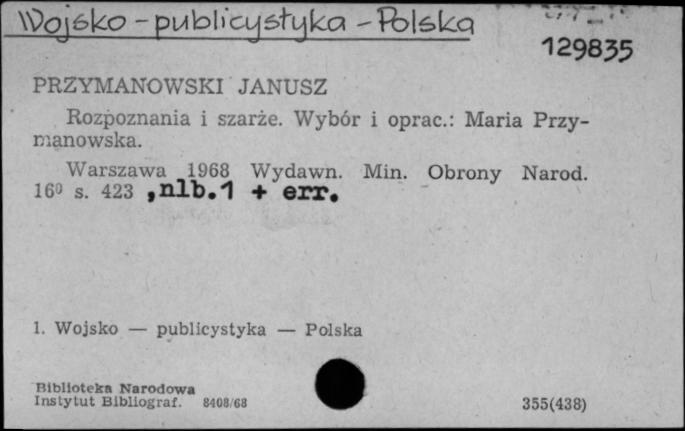 Wojsko - publicystyka - Polska
129835
PRZYMANOWSKI JANUSZ
Rozpoznania i szarże. Wybór i oprac.: Maria Przy-
manowska.
Warszawa 1968 Wydawn. Min. Obrony Narod.
16⁰ s. 423 ,nlb.1 + err.
1. Wojsko — publicystyka — Polska
Biblioteka Narodowa
Instytut Bibliograf. 8408/68
355(438)